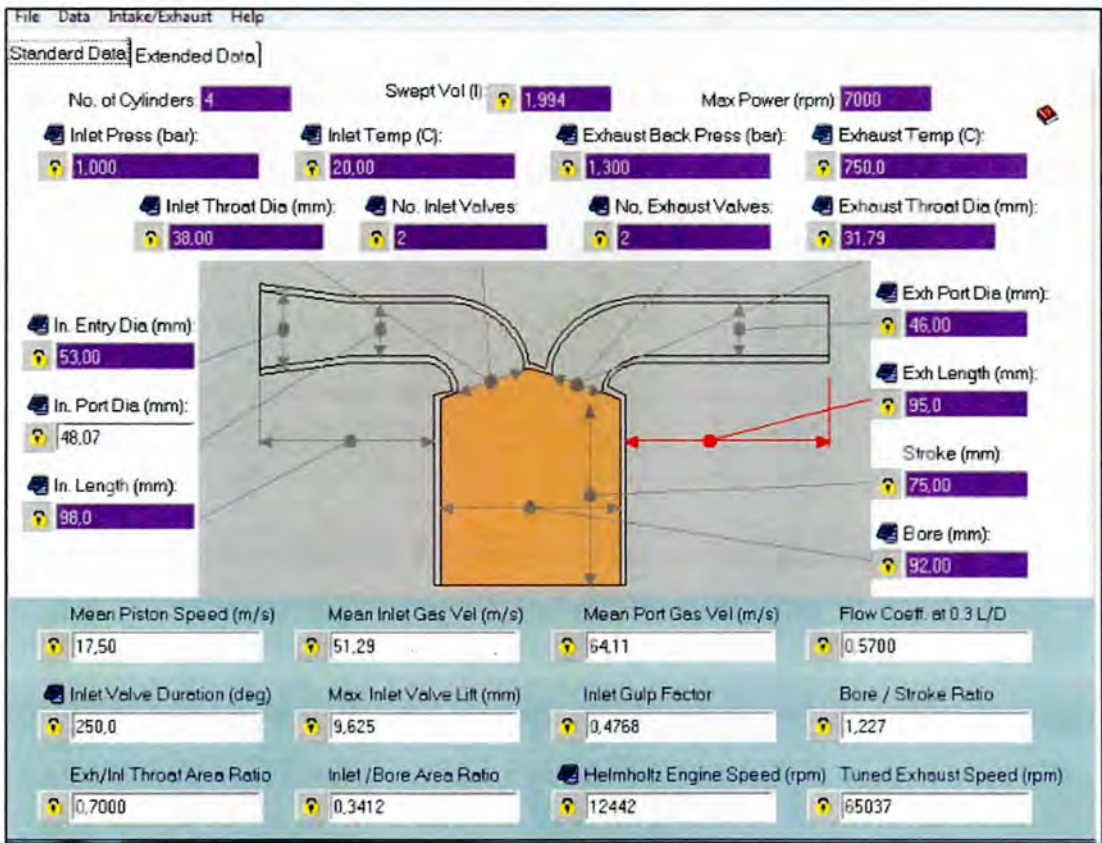 File Data Intake/Exhaust Help
Standard Data Extended Data
No. of Cylinders: 4 Swept Vol (l): 1,994 Max Power (rpm) 7000
Inlet Press (bar): Inlet Temp (C): Exhaust Back Press (bar): Exhaust Temp (C):
1,000 20,00 1,300 750,0
Inlet Throat Dia (mm): No. Inlet Valves: No, Exhaust Valves: Exhaust Throat Dia (mm):
38,00 2 2 31.79
Exh Port Dia (mm):
46,00
In. Entry Dia (mm):
53,00
Exh Length (mm):
95,0
In. Port Dia (mm):
48,07
Stroke (mm):
75,00
In. Length (mm):
98,0
Bore (mm):
92,00
Mean Piston Speed (m/s) Mean Inlet Gas Vel (m/s) Mean Port Gas Vel (m/s) Flow Coeff. at 0.3 L/D
17,50 51,29 64,11 0,5700
Inlet Valve Duration (deg) Max. Inlet Valve Lift (mm) Inlet Gulp Factor Bore / Stroke Ratio
250,0 9,625 0,4768 1,227
Exh/Inl Throat Area Ratio Inlet /Bore Area Ratio Helmholtz Engine Speed (rpm) Tuned Exhaust Speed (rpm)
0,7000 0,3412 12442 65037